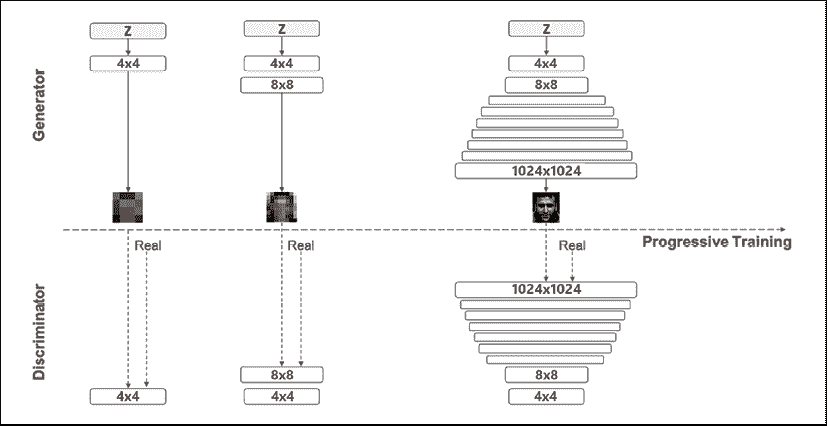 Generator
Z
4x4
Z
4x4
8x8
Z
4x4
8x8
1024x1024
Progressive Training
Discriminator
Real
4x4
Real
8x8
4x4
Real
1024x1024
8x8
4x4